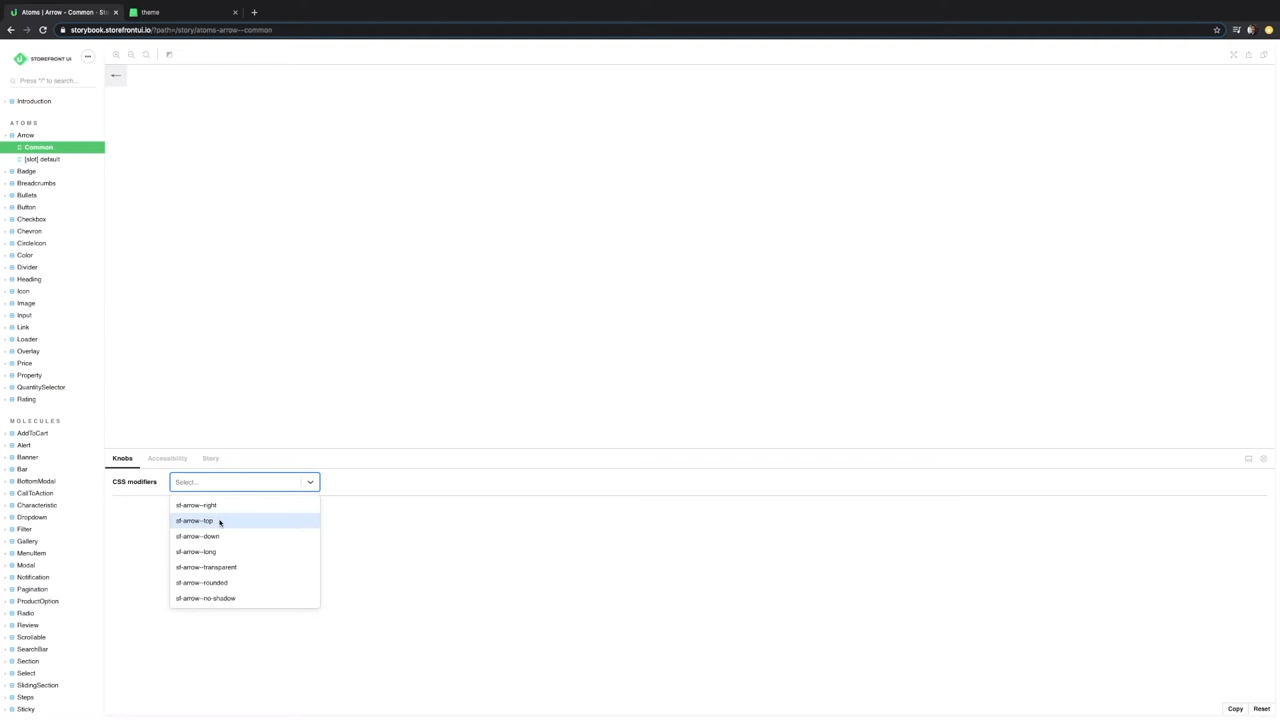 Atoms | Arrow - Common - St
theme
storybook.storefrontui.io/?path=/story/atoms-arrow--common
STOREFRONT UI
Press "/" to search...
Introduction
ATOMS
Arrow
Common
[slot] default
Badge
Breadcrumbs
Bullets
Button
Checkbox
Chevron
CircleIcon
Color
Divider
Heading
Icon
Image
Input
Link
Loader
Overlay
Price
Property
QuantitySelector
Rating
MOLECULES
AddToCart
Alert
Banner
Bar
BottomModal
CallToAction
Characteristic
Dropdown
Filter
Gallery
MenuItem
Modal
Notification
Pagination
ProductOption
Radio
Review
Scrollable
SearchBar
Section
Select
SlidingSection
Steps
Sticky
Knobs Accessibility Story
CSS modifiers Select...
sf-arrow--right
sf-arrow--top
sf-arrow--down
sf-arrow--long
sf-arrow--transparent
sf-arrow--rounded
sf-arrow--no-shadow
Copy Reset